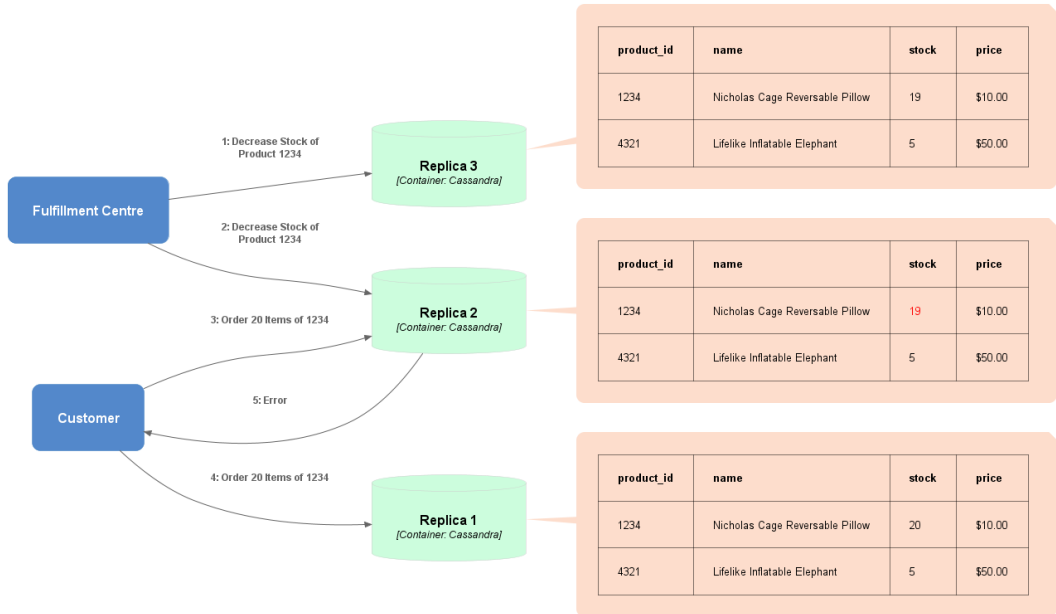 product_id name stock price
1234 Nicholas Cage Reversable Pillow 19 $10.00
4321 Lifelike Inflatable Elephant 5 $50.00
1: Decrease Stock of
Product 1234
Replica 3
[Container: Cassandra]
Fulfillment Centre
2: Decrease Stock of
Product 1234
product_id name stock price
1234 Nicholas Cage Reversable Pillow 19 $10.00
4321 Lifelike Inflatable Elephant 5 $50.00
Replica 2
[Container: Cassandra]
3: Order 20 Items of 1234
5: Error
Customer
4: Order 20 Items of 1234
product_id name stock price
1234 Nicholas Cage Reversable Pillow 20 $10.00
4321 Lifelike Inflatable Elephant 5 $50.00
Replica 1
[Container: Cassandra]